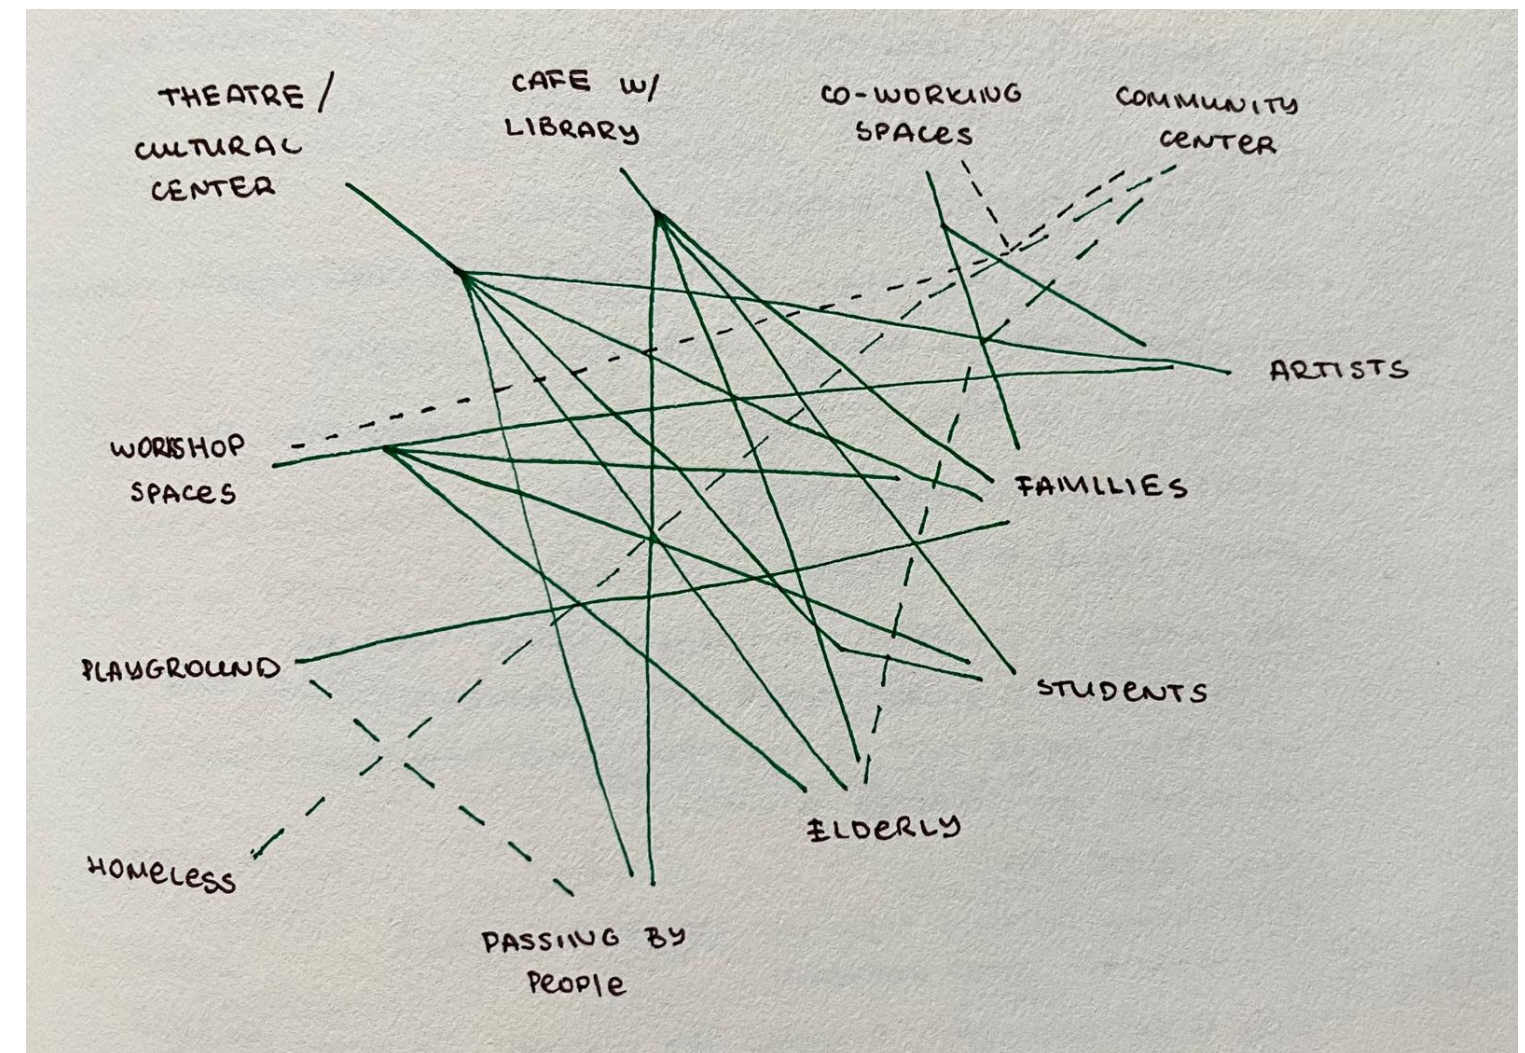 THEATRE /
CULTURAL
CENTER
CAFE W/
LIBRARY
CO-WORKING
SPACES
COMMUNITY
CENTER
ARTISTS
WORKSHOP
SPACES
FAMILIES
PLAYGROUND
STUDENTS
ELDERLY
HOMELESS
PASSING BY
PEOPLE